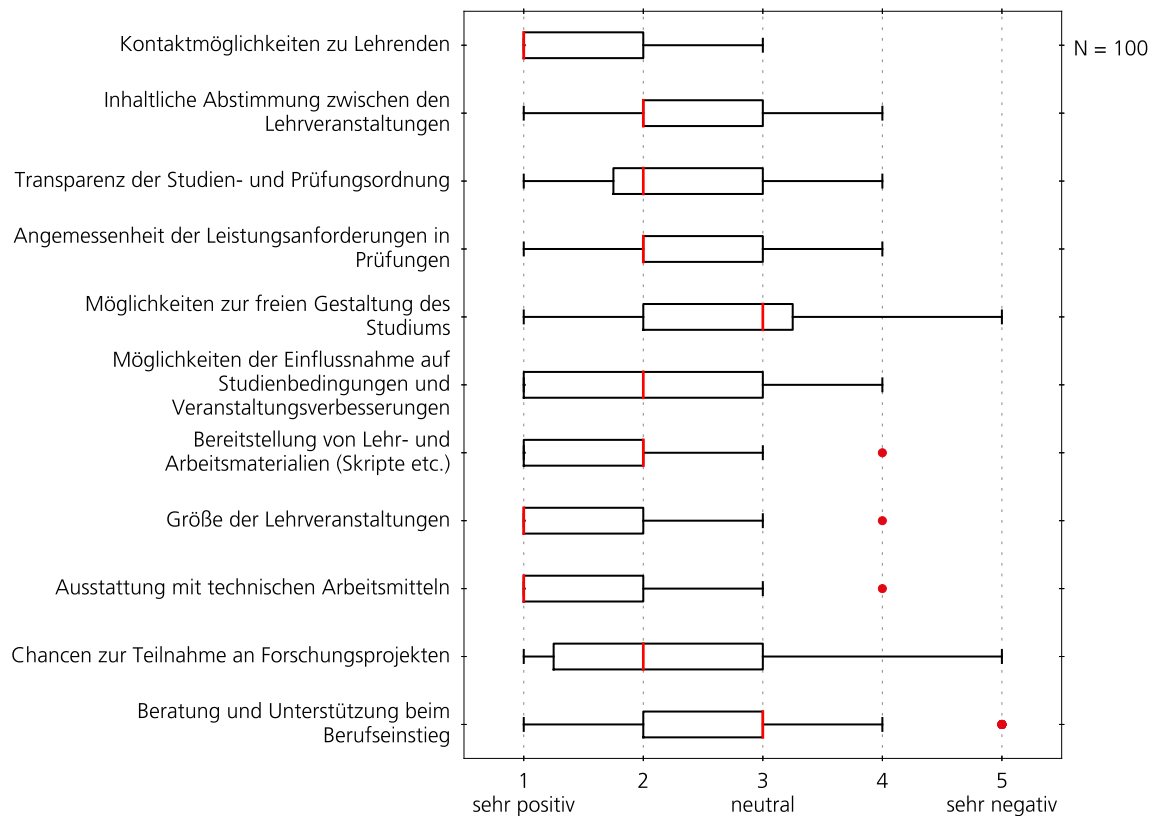 Kontaktmöglichkeiten zu Lehrenden
N = 100
Inhaltliche Abstimmung zwischen den
Lehrveranstaltungen
Transparenz der Studien- und Prüfungsordnung
Angemessenheit der Leistungsanforderungen in
Prüfungen
Möglichkeiten zur freien Gestaltung des
Studiums
Möglichkeiten der Einflussnahme auf
Studienbedingungen und
Veranstaltungsverbesserungen
Bereitstellung von Lehr- und
Arbeitsmaterialien (Skripte etc.)
Größe der Lehrveranstaltungen
Ausstattung mit technischen Arbeitsmitteln
Chancen zur Teilnahme an Forschungsprojekten
Beratung und Unterstützung beim
Berufseinstieg
1 2 3 4 5
sehr positiv neutral sehr negativ